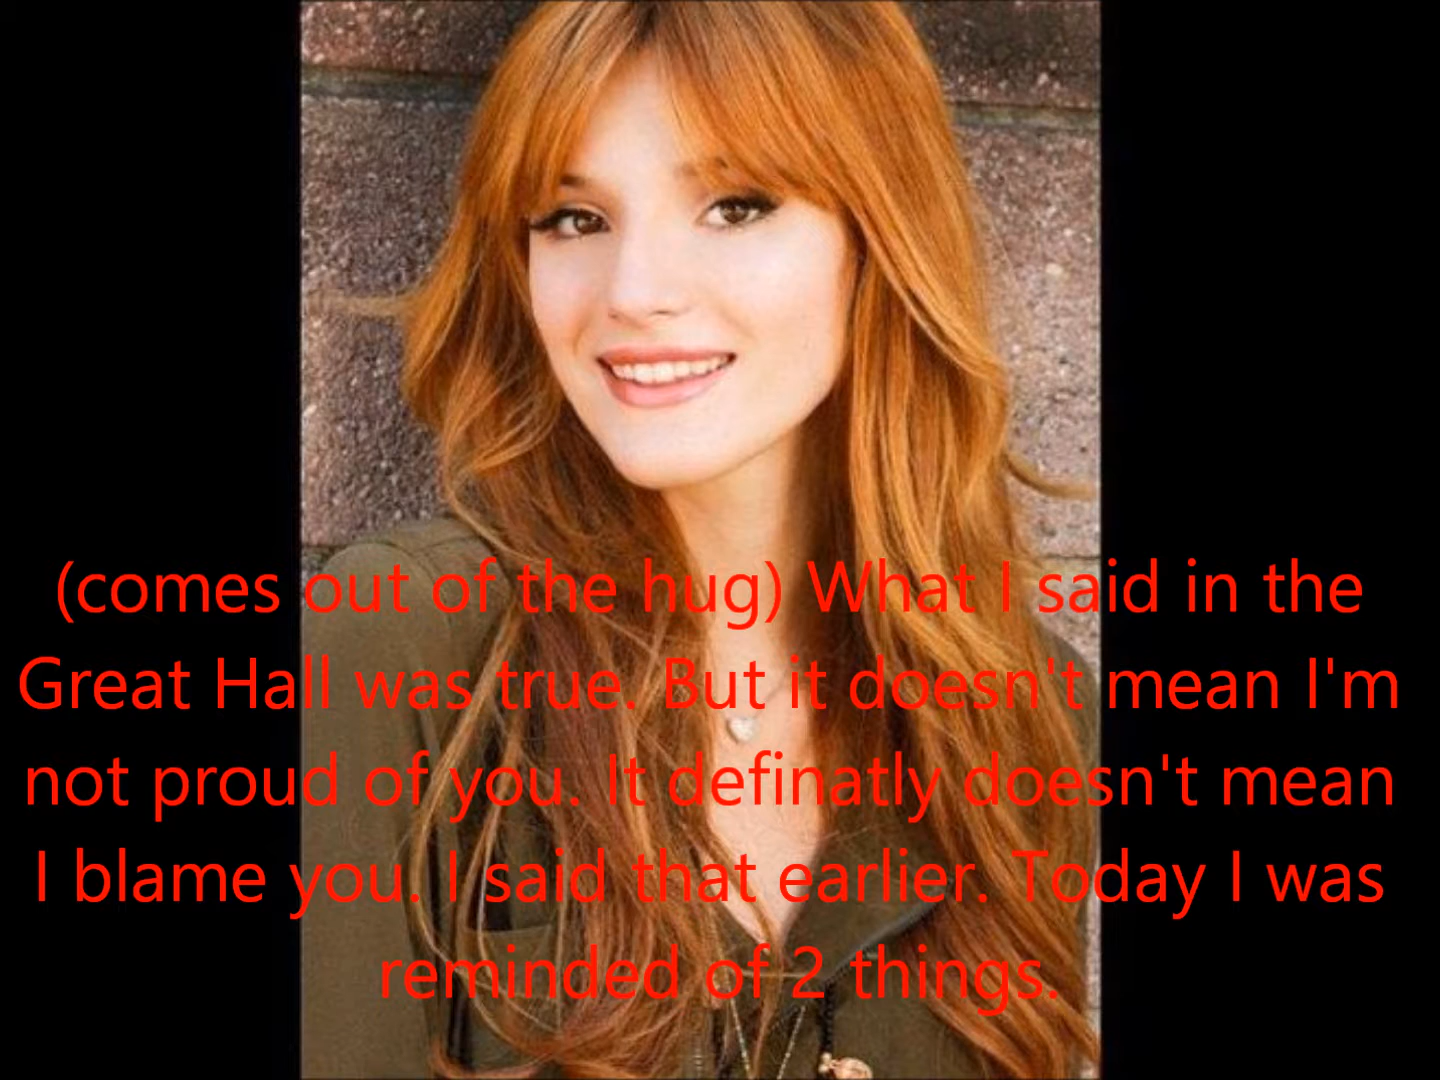 (comes out of the hug) What I said in the
Great Hall was true. But it doesn't mean I'm
not proud of you. It definatly doesn't mean
I blame you. I said that earlier. Today I was
reminded of 2 things.